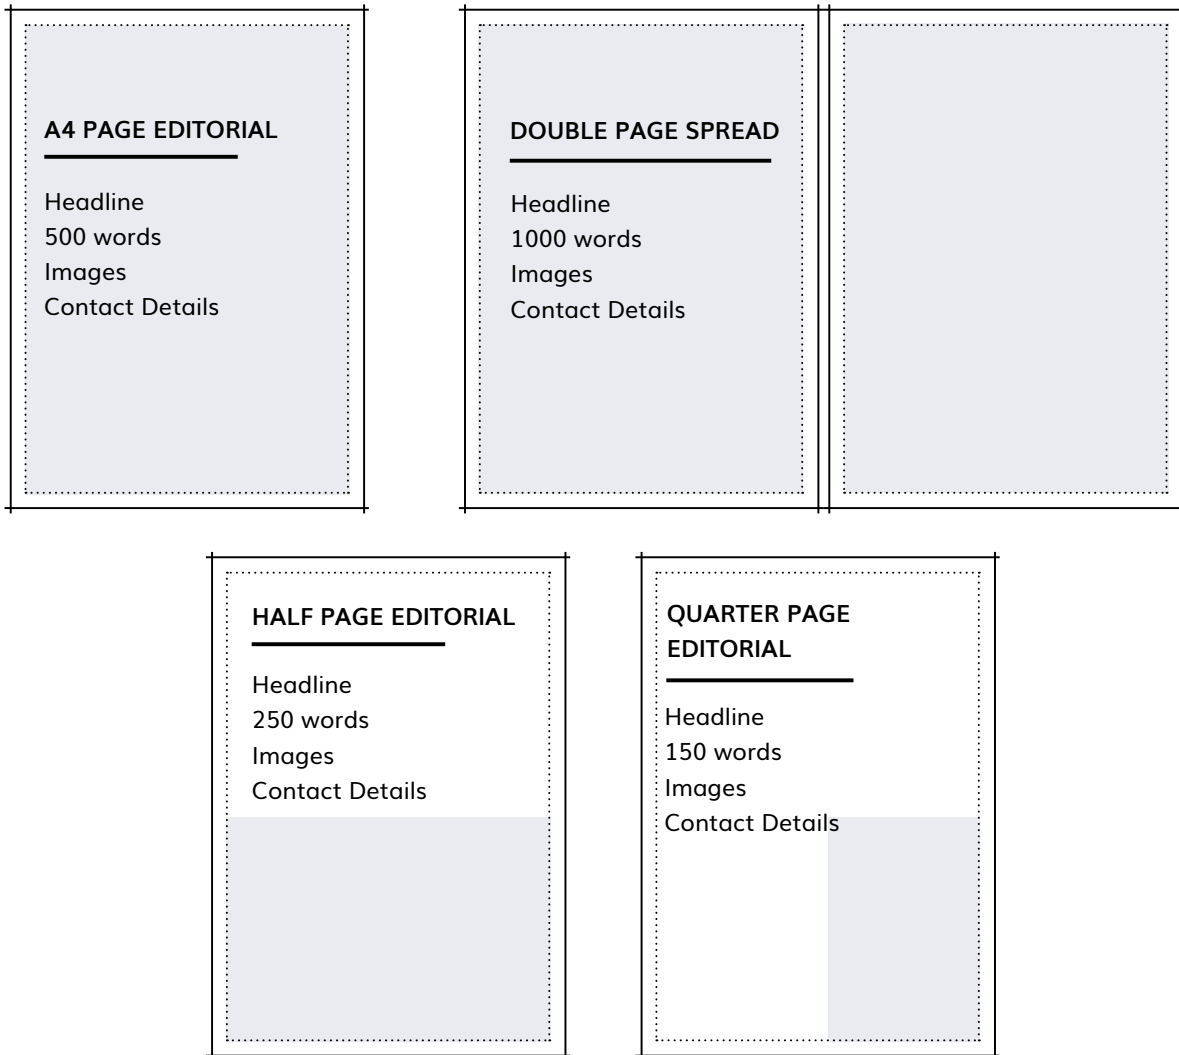 A4 PAGE EDITORIAL
Headline
500 words
Images
Contact Details
DOUBLE PAGE SPREAD
Headline
1000 words
Images
Contact Details
HALF PAGE EDITORIAL
Headline
250 words
Images
Contact Details
QUARTER PAGE
EDITORIAL
Headline
150 words
Images
Contact Details